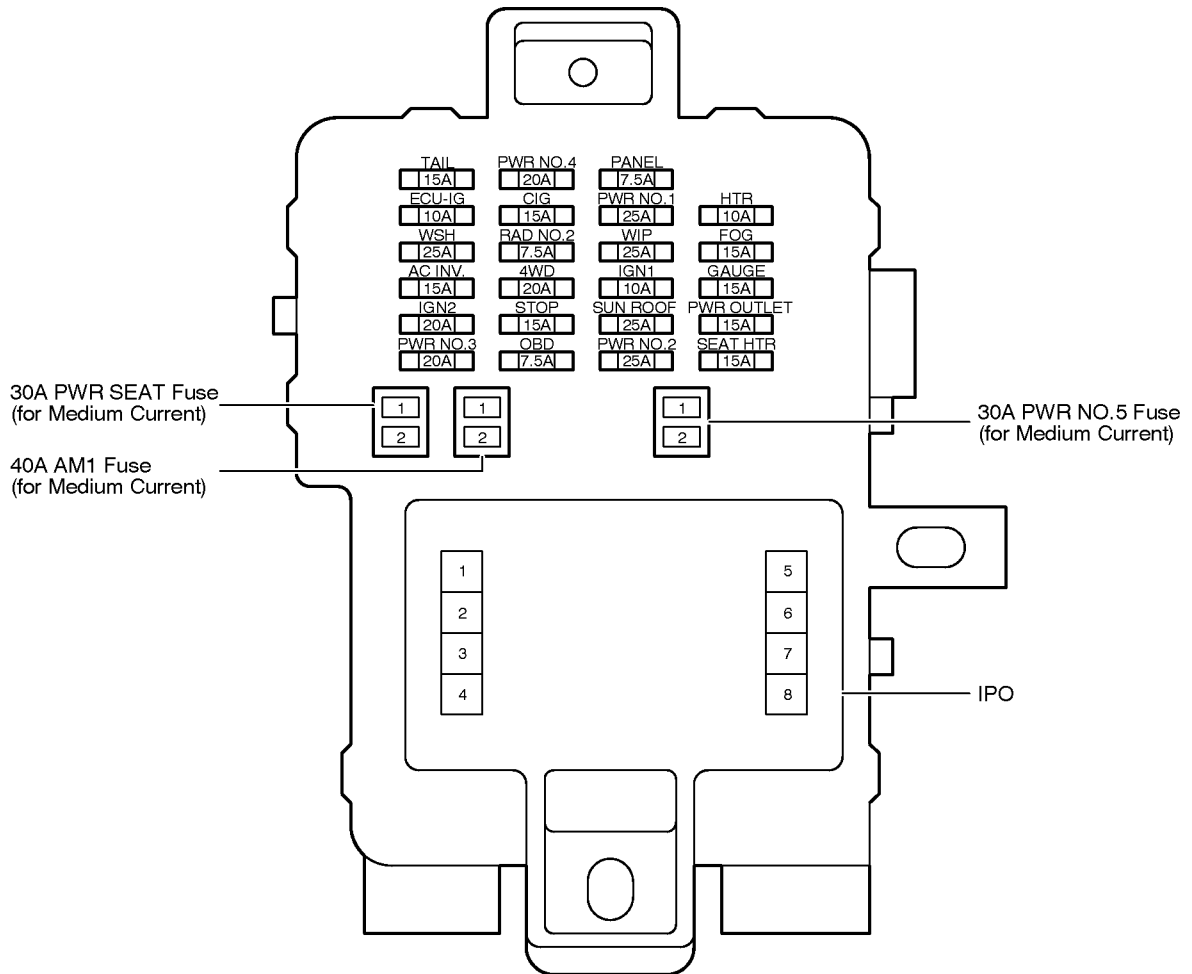 TAIL PWR NO.4 PANEL
15A 20A 7.5A
ECU-IG CIG PWR NO.1 HTR
10A 15A 25A 10A
WSH RAD NO.2 WIP FOG
25A 7.5A 25A 15A
AC INV. 4WD IGN1 GAUGE
15A 20A 10A 15A
IGN2 STOP SUN ROOF PWR OUTLET
20A 15A 25A 15A
PWR NO.3 OBD PWR NO.2 SEAT HTR
20A 7.5A 25A 15A
30A PWR SEAT Fuse
(for Medium Current)
1 1 1
2 2 2
30A PWR NO.5 Fuse
(for Medium Current)
40A AM1 Fuse
(for Medium Current)
1 5
2 6
3 7
4 8
IPO